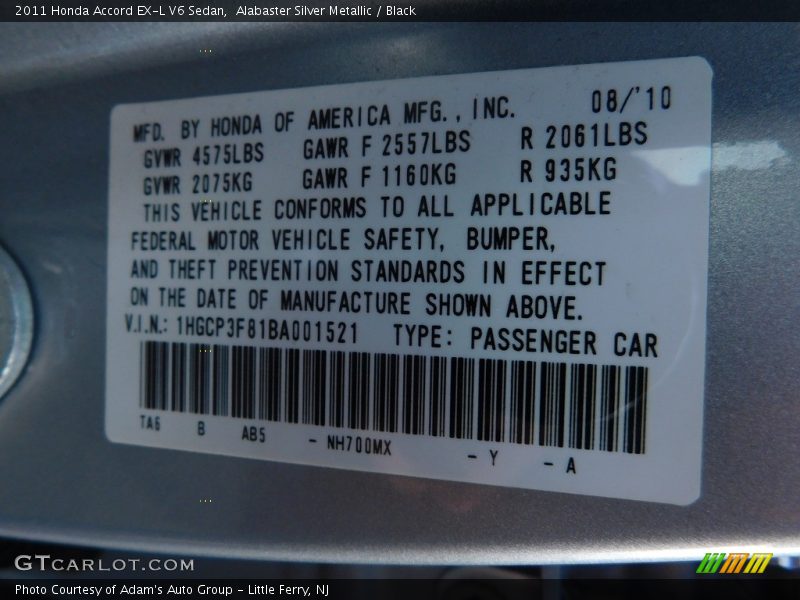 2011 Honda Accord EX-L V6 Sedan,  Alabaster Silver Metallic / Black
MFD. BY HONDA OF AMERICA MFG., INC. 08/'10
GVWR 4575LBS GAWR F 2557LBS R 2061LBS
GVWR 2075KG GAWR F 1160KG R 935KG
THIS VEHICLE CONFORMS TO ALL APPLICABLE
FEDERAL MOTOR VEHICLE SAFETY, BUMPER,
AND THEFT PREVENTION STANDARDS IN EFFECT
ON THE DATE OF MANUFACTURE SHOWN ABOVE.
V.I.N.: 1HGCP3F81BA001521 TYPE: PASSENGER CAR
TA6 B AB5 - NH700MX - Y - A
GTCARLOT.COM
Photo Courtesy of Adam's Auto Group - Little Ferry, NJ